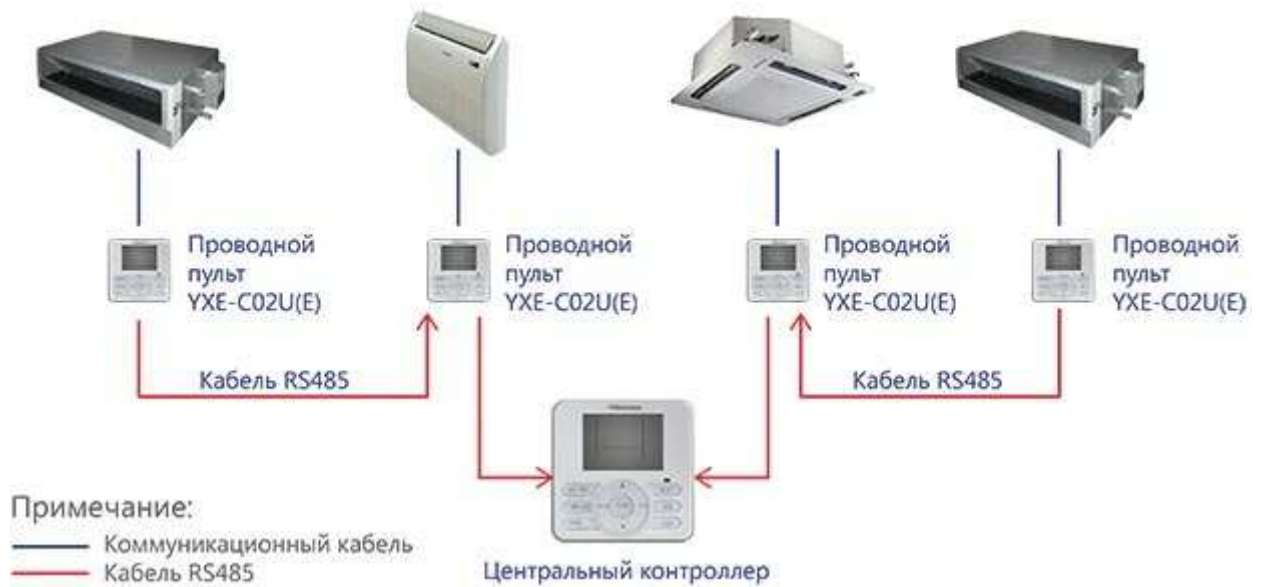 Проводной
пульт
YXE-C02U(E)
Проводной
пульт
YXE-C02U(E)
Проводной
пульт
YXE-C02U(E)
Проводной
пульт
YXE-C02U(E)
Кабель RS485
Кабель RS485
Hisense
Примечание:
Коммуникационный кабель
Кабель RS485
Центральный контроллер